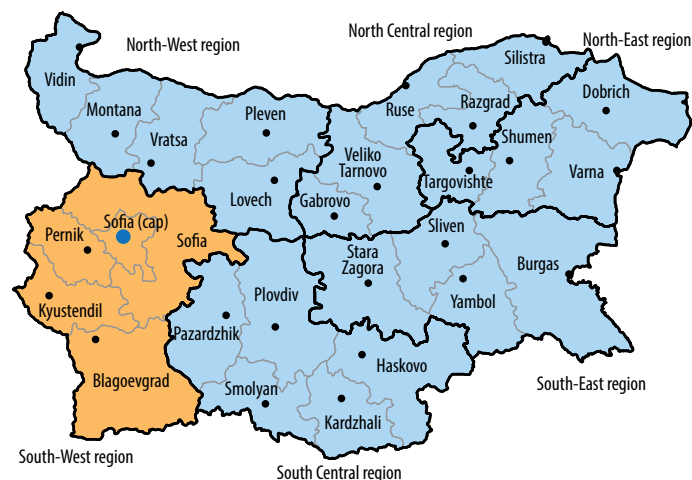 North-West region
North Central region
North-East region
Vidin
Silistra
Dobrich
Montana
Pleven
Ruse
Razgrad
Vratsa
Shumen
Veliko
Tarnovo
Varna
Lovech
Gabrovo
Targovishte
Sofia (cap)
Sofia
Pernik
Sliven
Stara
Zagora
Burgas
Kyustendil
Plovdiv
Yambol
Pazardzhik
Haskovo
Blagoevgrad
Smolyan
Kardzhali
South-East region
South-West region
South Central region